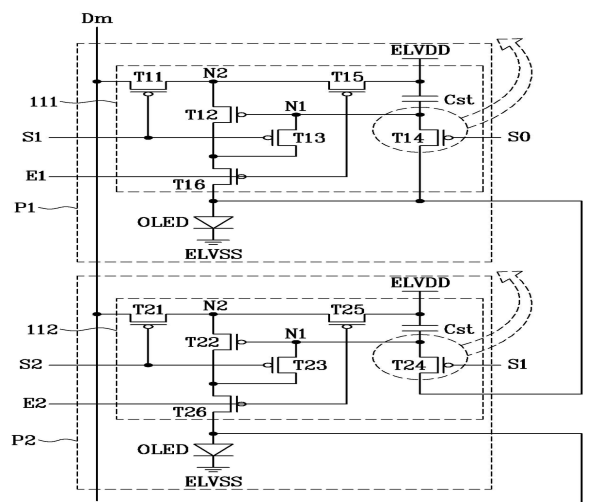 Dm
ELVDD
T11 N2 T15
111
Cst
T12 N1
S1 T13 T14 S0
E1
T16
P1
OLED
ELVSS
ELVDD
T21 N2 T25
112
Cst
T22 N1
S2 T23 T24 S1
E2
T26
P2
OLED
ELVSS